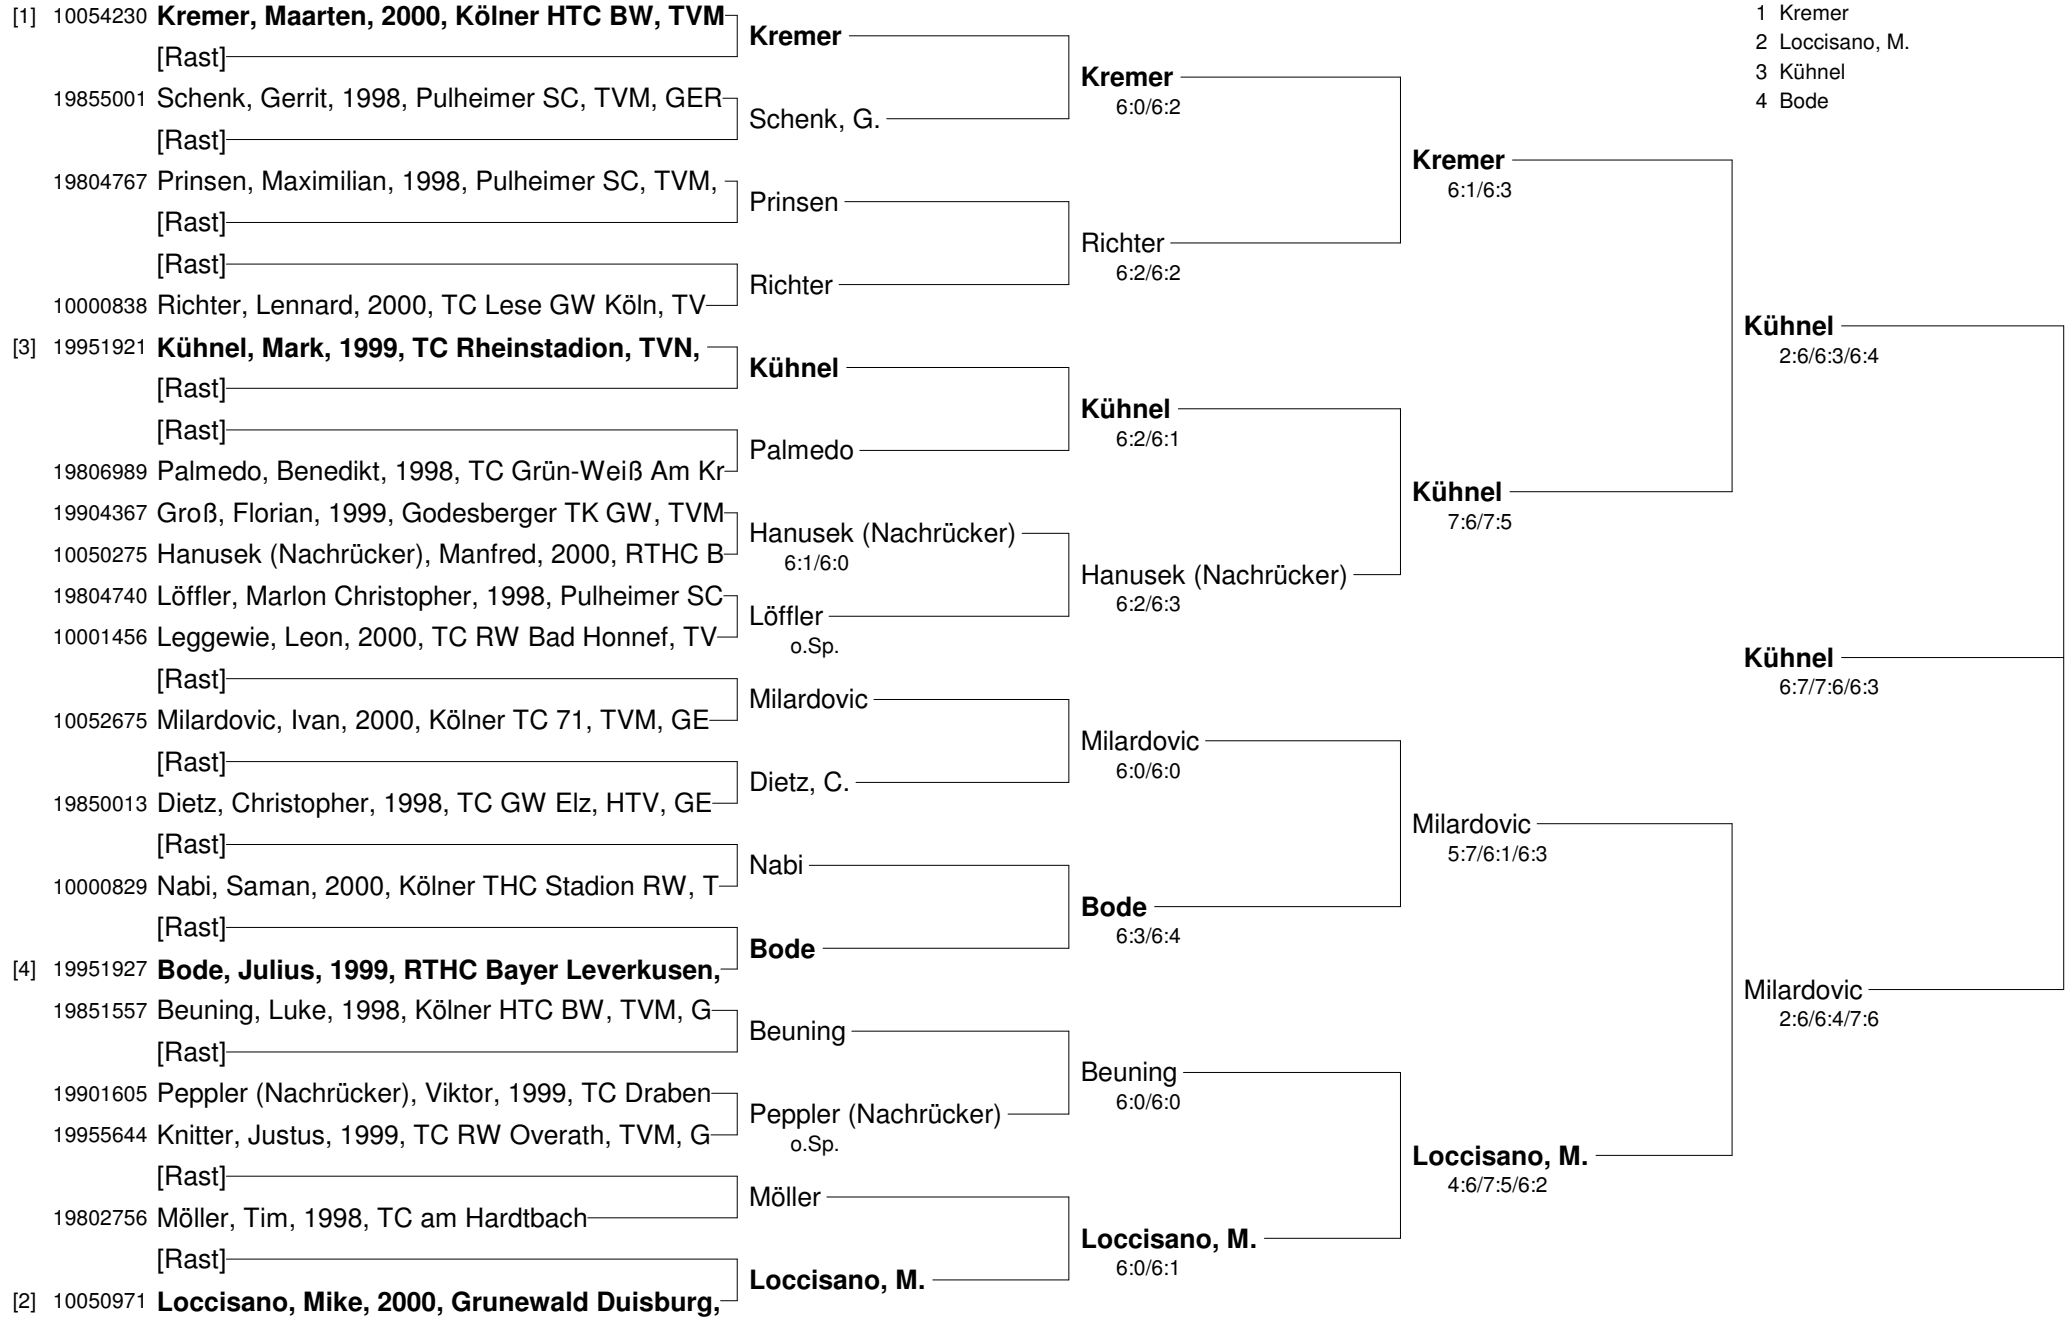 [1] 10054230 Kremer, Maarten, 2000, Kölner HTC BW, TVM
[Rast]
19855001 Schenk, Gerrit, 1998, Pulheimer SC, TVM, GER
[Rast]
19804767 Prinsen, Maximilian, 1998, Pulheimer SC, TVM,
[Rast]
[Rast]
10000838 Richter, Lennard, 2000, TC Lese GW Köln, TV
[3] 19951921 Kühnel, Mark, 1999, TC Rheinstadion, TVN,
[Rast]
[Rast]
19806989 Palmedo, Benedikt, 1998, TC Grün-Weiß Am Kr
19904367 Groß, Florian, 1999, Godesberger TK GW, TVM
10050275 Hanusek (Nachrücker), Manfred, 2000, RTHC B
19804740 Löffler, Marlon Christopher, 1998, Pulheimer SC
10001456 Leggewie, Leon, 2000, TC RW Bad Honnef, TV
[Rast]
10052675 Milardovic, Ivan, 2000, Kölner TC 71, TVM, GE
[Rast]
19850013 Dietz, Christopher, 1998, TC GW Elz, HTV, GE
[Rast]
10000829 Nabi, Saman, 2000, Kölner THC Stadion RW, T
[Rast]
[4] 19951927 Bode, Julius, 1999, RTHC Bayer Leverkusen,
19851557 Beuning, Luke, 1998, Kölner HTC BW, TVM, G
[Rast]
19901605 Peppler (Nachrücker), Viktor, 1999, TC Draben
19955644 Knitter, Justus, 1999, TC RW Overath, TVM, G
[Rast]
19802756 Möller, Tim, 1998, TC am Hardtbach
[Rast]
[2] 10050971 Loccisano, Mike, 2000, Grunewald Duisburg,
Kremer
Schenk, G.
Prinsen
Richter
Kühnel
Palmedo
Hanusek (Nachrücker)
6:1/6:0
Löffler
o.Sp.
Milardovic
Dietz, C.
Nabi
Bode
Beuning
Peppler (Nachrücker)
o.Sp.
Möller
Loccisano, M.
Kremer
6:0/6:2
Richter
6:2/6:2
Kühnel
6:2/6:1
Hanusek (Nachrücker)
6:2/6:3
Milardovic
6:0/6:0
Bode
6:3/6:4
Beuning
6:0/6:0
Loccisano, M.
6:0/6:1
Kremer
6:1/6:3
Kühnel
7:6/7:5
Milardovic
5:7/6:1/6:3
Loccisano, M.
4:6/7:5/6:2
1 Kremer
2 Loccisano, M.
3 Kühnel
4 Bode
Kühnel
2:6/6:3/6:4
Kühnel
6:7/7:6/6:3
Milardovic
2:6/6:4/7:6